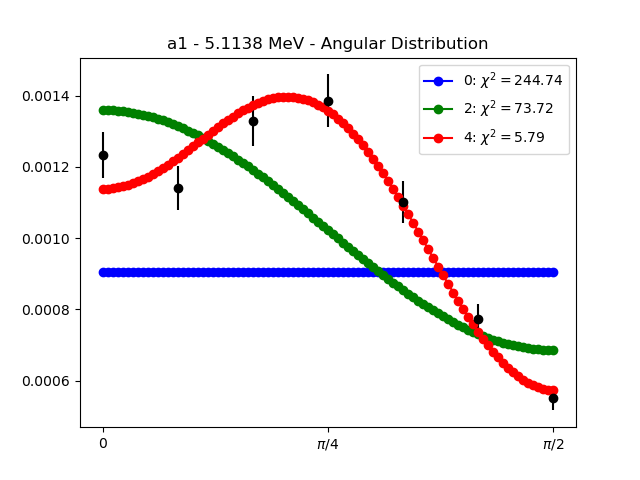 a1 - 5.1138 MeV - Angular Distribution
0: χ² = 244.74
2: χ² = 73.72
4: χ² = 5.79
0.0014
0.0012
0.0010
0.0008
0.0006
0 π/4 π/2